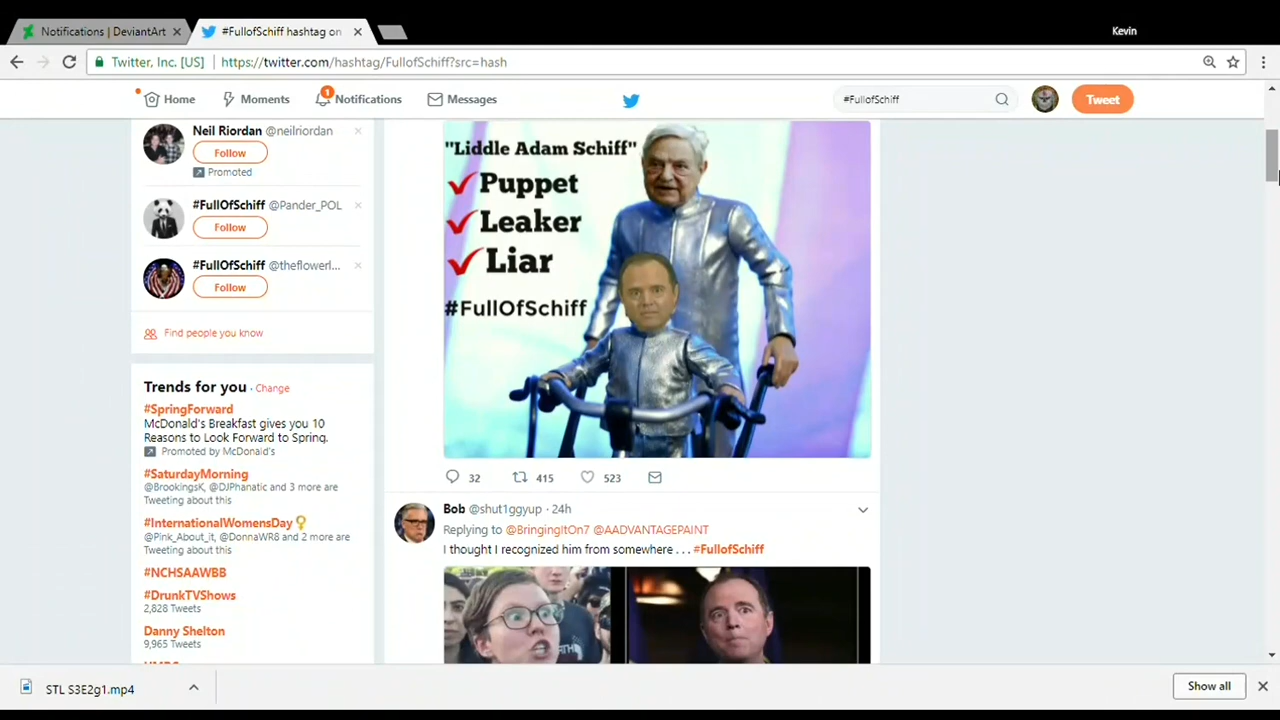 Notifications | DeviantArt
#FullofSchiff hashtag on
Kevin
Twitter, Inc. [US]
https://twitter.com/hashtag/FullofSchiff?src=hash
Home
Moments
1
Notifications
Messages
#FullofSchiff
Tweet
Neil Riordan @neilriordan
Follow
Promoted
#FullOfSchiff @Pander_POL
Follow
#FullOfSchiff @theflowerl...
Follow
Find people you know
Trends for you · Change
#SpringForward
McDonald's Breakfast gives you 10
Reasons to Look Forward to Spring.
Promoted by McDonald's
#SaturdayMorning
@BrookingsK, @DJPhanatic and 3 more are
Tweeting about this
#InternationalWomensDay
@Pink_About_it, @DonnaWR8 and 2 more are
Tweeting about this
#NCHSAAWBB
#DrunkTVShows
2,828 Tweets
Danny Shelton
9,965 Tweets
"Liddle Adam Schiff"
Puppet
Leaker
Liar
#FullOfSchiff
32 415 523
Bob @shut1ggyup · 24h
Replying to @BringingItOn7 @AADVANTAGEPAINT
I thought I recognized him from somewhere . . . #FullofSchiff
STL S3E2g1.mp4
Show all